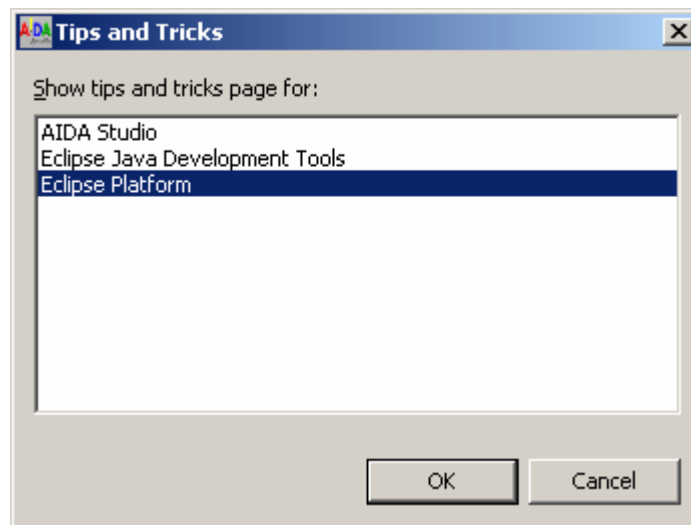 AIDA Tips and Tricks
Show tips and tricks page for:
AIDA Studio
Eclipse Java Development Tools
Eclipse Platform
OK
Cancel